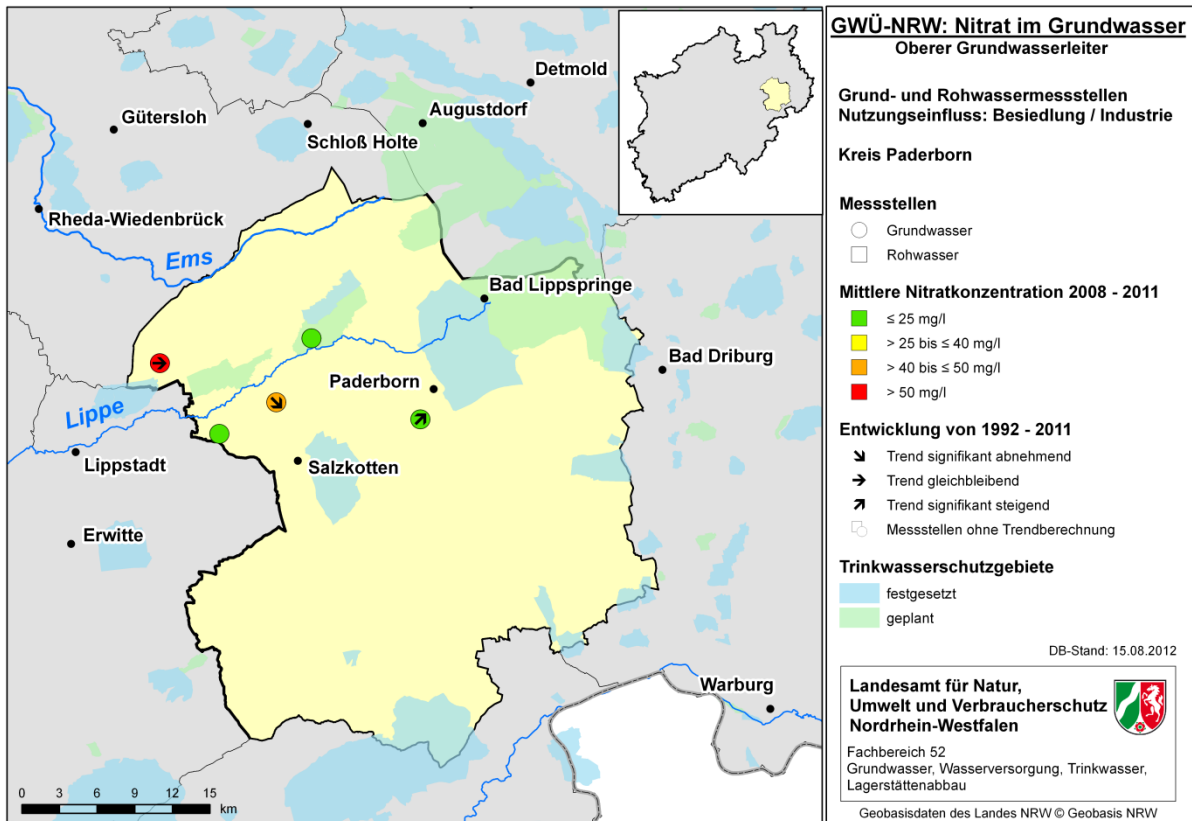 Detmold
Augustdorf
Gütersloh
Schloß Holte
Rheda-Wiedenbrück
Ems
Bad Lippspringe
Bad Driburg
Paderborn
Lippe
Lippstadt
Salzkotten
Erwitte
Warburg
0 3 6 9 12 15
km
GWÜ-NRW: Nitrat im Grundwasser
Oberer Grundwasserleiter
Grund- und Rohwassermessstellen
Nutzungseinfluss: Besiedlung / Industrie
Kreis Paderborn
Messstellen
Grundwasser
Rohwasser
Mittlere Nitratkonzentration 2008 - 2011
≤ 25 mg/l
> 25 bis ≤ 40 mg/l
> 40 bis ≤ 50 mg/l
> 50 mg/l
Entwicklung von 1992 - 2011
Trend signifikant abnehmend
Trend gleichbleibend
Trend signifikant steigend
Messstellen ohne Trendberechnung
Trinkwasserschutzgebiete
festgesetzt
geplant
DB-Stand: 15.08.2012
Landesamt für Natur,
Umwelt und Verbraucherschutz
Nordrhein-Westfalen
Fachbereich 52
Grundwasser, Wasserversorgung, Trinkwasser,
Lagerstättenabbau
Geobasisdaten des Landes NRW © Geobasis NRW